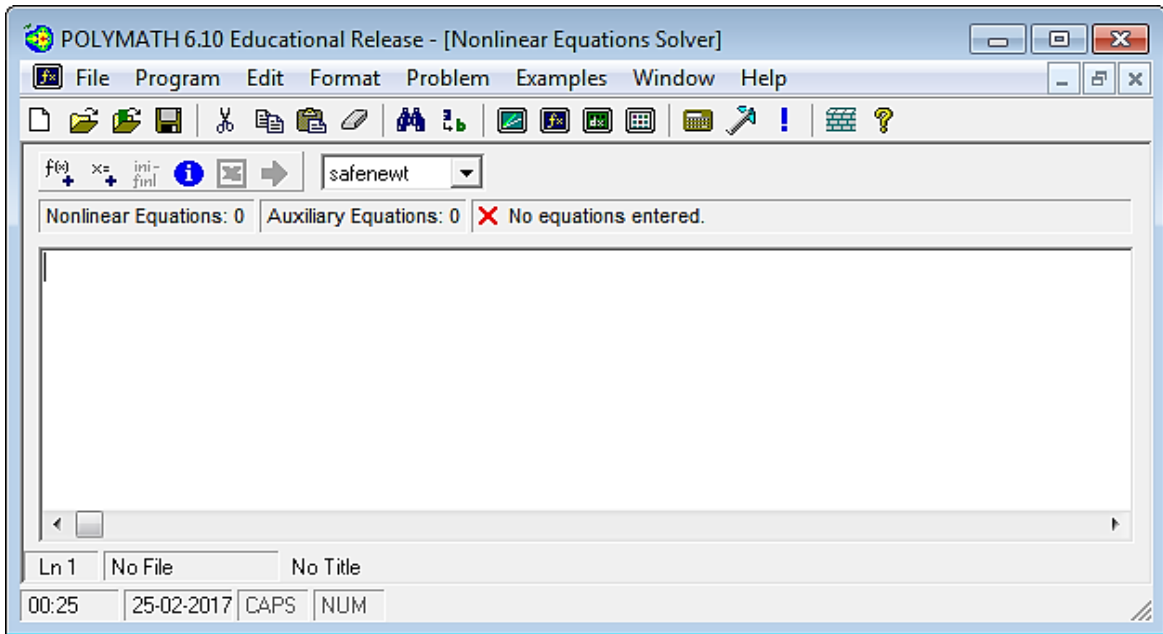 POLYMATH 6.10 Educational Release - [Nonlinear Equations Solver]
File Program Edit Format Problem Examples Window Help
f(x) x= ini- finl safenewt
Nonlinear Equations: 0 Auxiliary Equations: 0 No equations entered.
Ln 1 No File No Title
00:25 25-02-2017 CAPS NUM